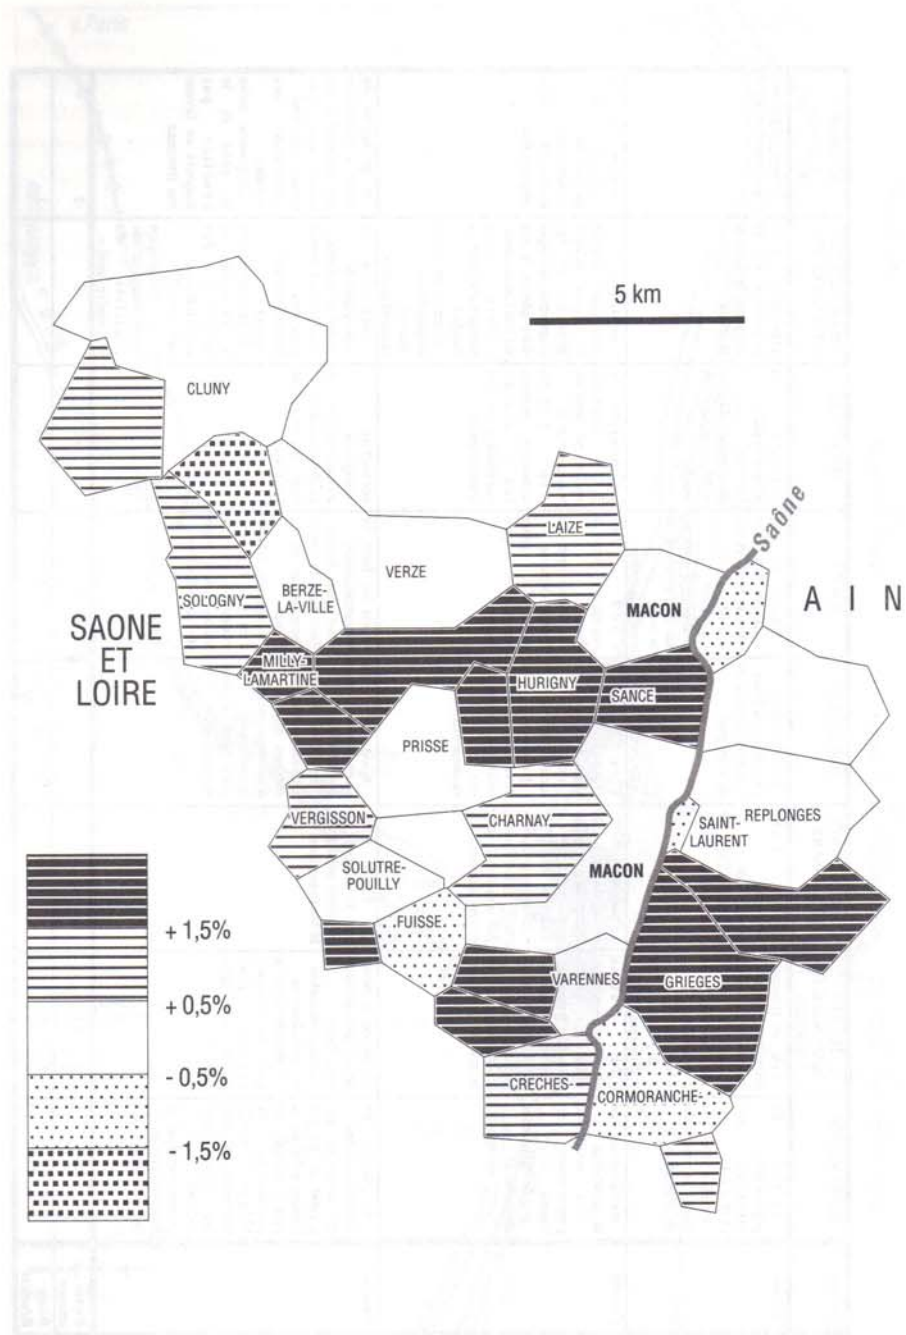 5 km
CLUNY
LAIZE
Saône
VERZE
BERZE-
LA-VILLE
SOLOGNY
MACON
A I N
SAONE
ET
LOIRE
MILLY-
LAMARTINE
HURIGNY
SANCE
PRISSE
VERGISSON
CHARNAY
SAINT-
LAURENT
REPLONGES
SOLUTRE-
POUILLY
MACON
FUISSE
VARENNES
GRIEGES
CRECHES
CORMORANCHE
+ 1,5%
+ 0,5%
- 0,5%
- 1,5%